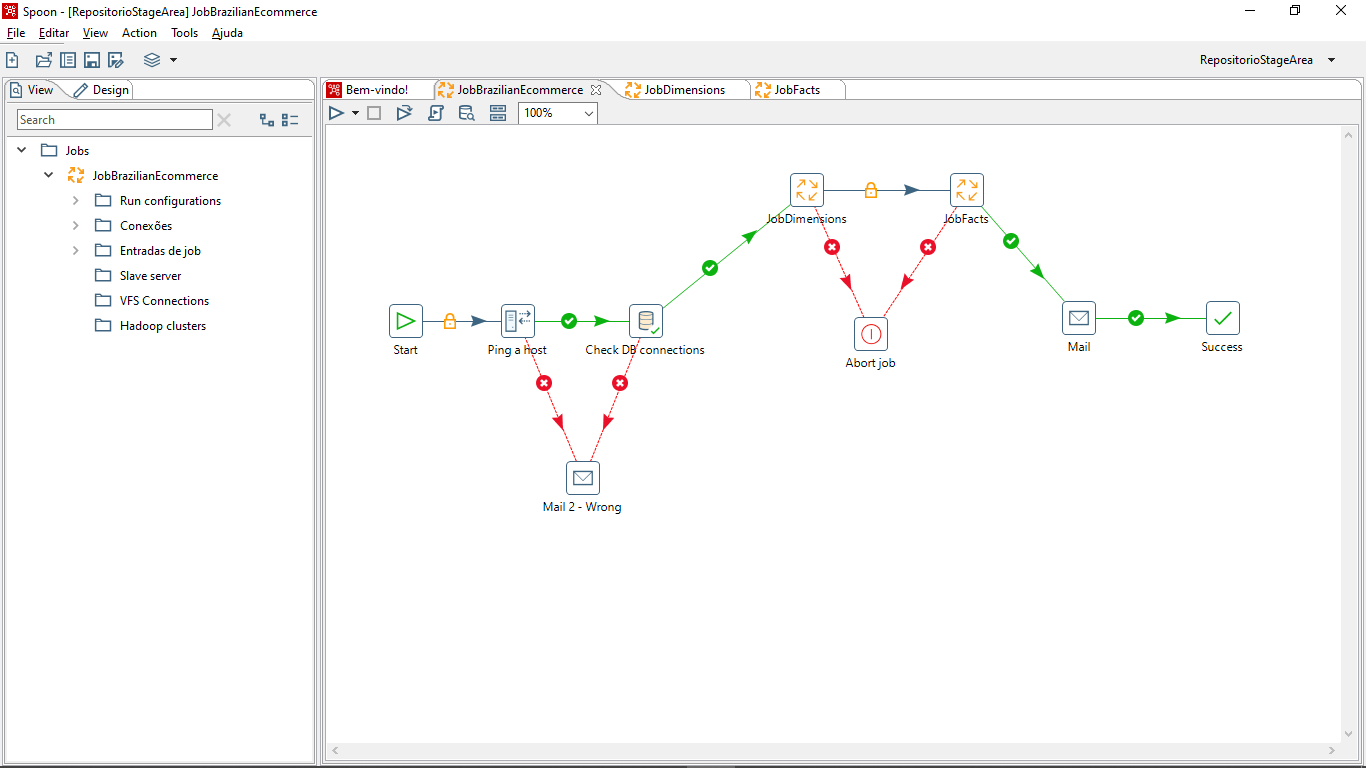 Spoon - [RepositorioStageArea] JobBrazilianEcommerce
File Editar View Action Tools Ajuda
RepositorioStageArea
View Design
Bem-vindo! JobBrazilianEcommerce JobDimensions JobFacts
100%
Search
Jobs
JobBrazilianEcommerce
Run configurations
Conexões
Entradas de job
Slave server
VFS Connections
Hadoop clusters
JobDimensions
JobFacts
Start
Ping a host
Check DB connections
Abort job
Mail
Success
Mail 2 - Wrong